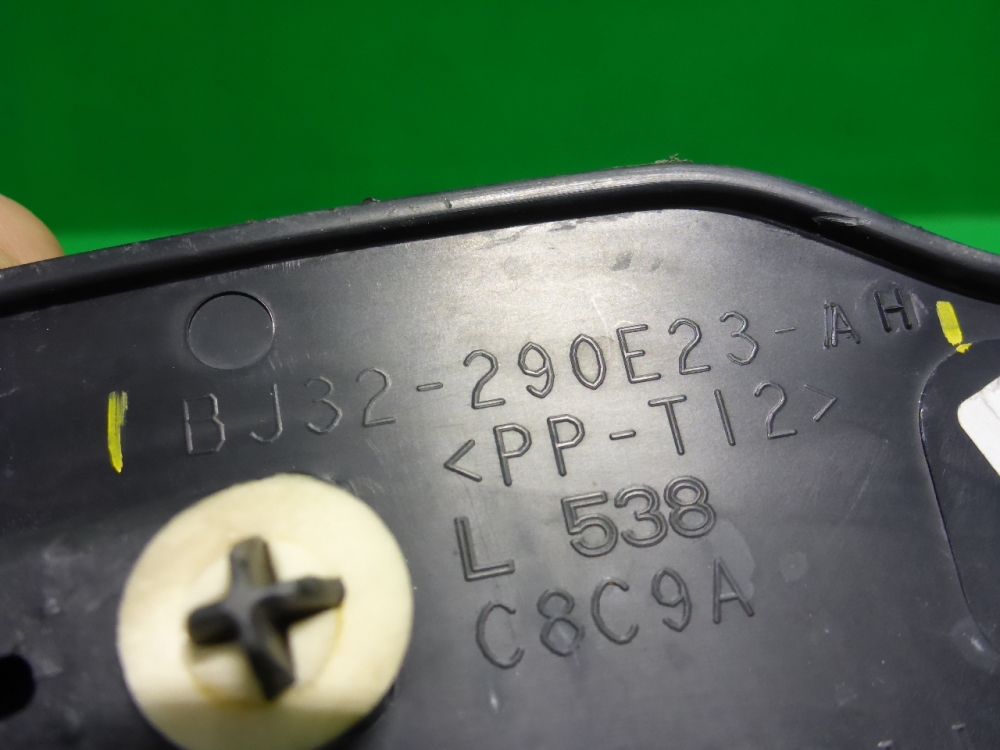 BJ32-290E23-AH
<PP-TI2>
L 538
C8C9A